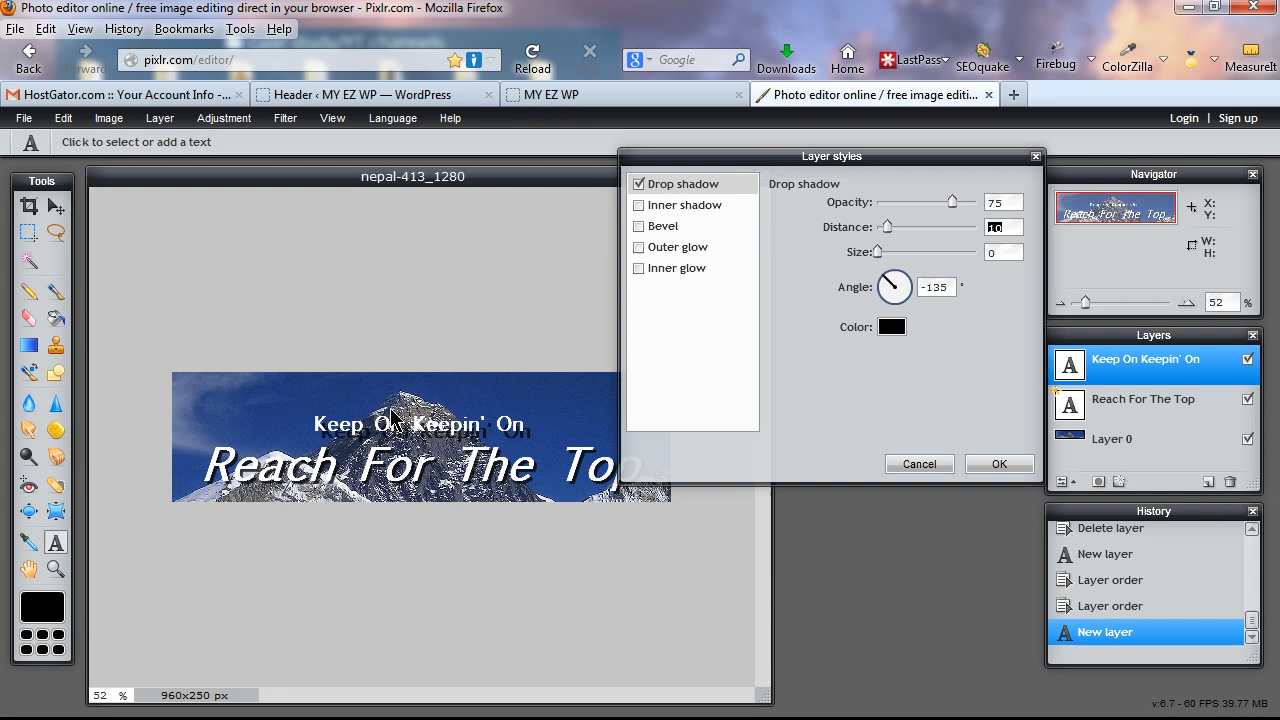 Photo editor online / free image editing direct in your browser - Pixlr.com - Mozilla Firefox
File Edit View History Bookmarks Tools Help
Back Forward pixlr.com/editor/ Reload Google Downloads Home LastPass SEOquake Firebug ColorZilla MeasureIt
HostGator.com :: Your Account Info -... Header ‹ MY EZ WP — WordPress MY EZ WP Photo editor online / free image editi...
File Edit Image Layer Adjustment Filter View Language Help Login | Sign up
A Click to select or add a text
Tools
nepal-413_1280
Layer styles
Drop shadow
Inner shadow
Bevel
Outer glow
Inner glow
Drop shadow
Opacity: 75
Distance: 10
Size: 0
Angle: -135 °
Color:
Cancel OK
Keep On Keepin' On
Reach For The Top
52 % 960x250 px
Navigator
Reach For The Top
X:
Y:
W:
H:
52 %
Layers
A Keep On Keepin' On
A Reach For The Top
Layer 0
History
Delete layer
New layer
Layer order
Layer order
New layer
v:6.7 - 60 FPS 39.77 MB